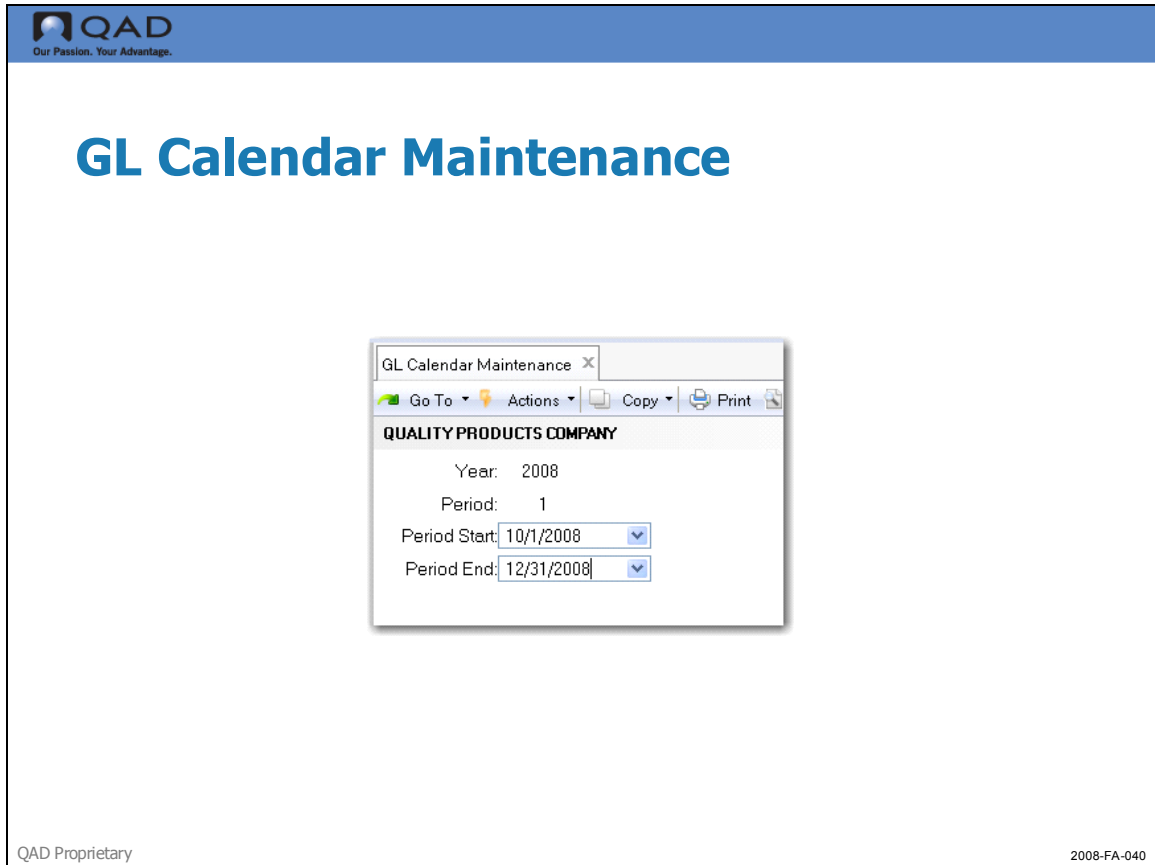 QAD
Our Passion. Your Advantage.
GL Calendar Maintenance
GL Calendar Maintenance X
Go To Actions Copy Print
QUALITY PRODUCTS COMPANY
Year: 2008
Period: 1
Period Start: 10/1/2008
Period End: 12/31/2008
QAD Proprietary
2008-FA-040